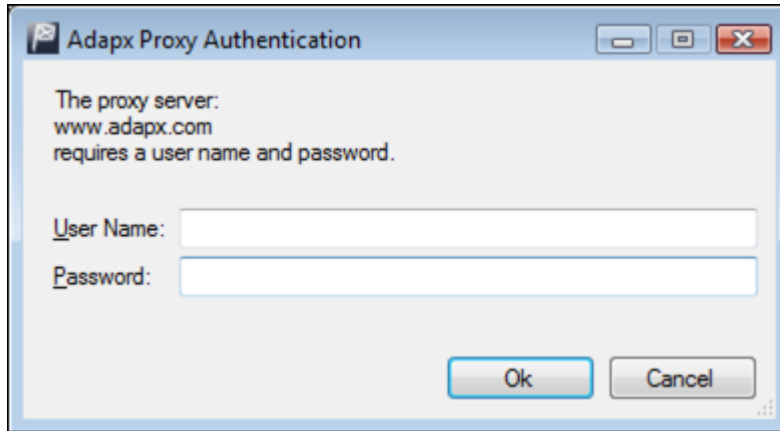 Adapx Proxy Authentication
The proxy server:
www.adapx.com
requires a user name and password.
User Name:
Password:
Ok Cancel